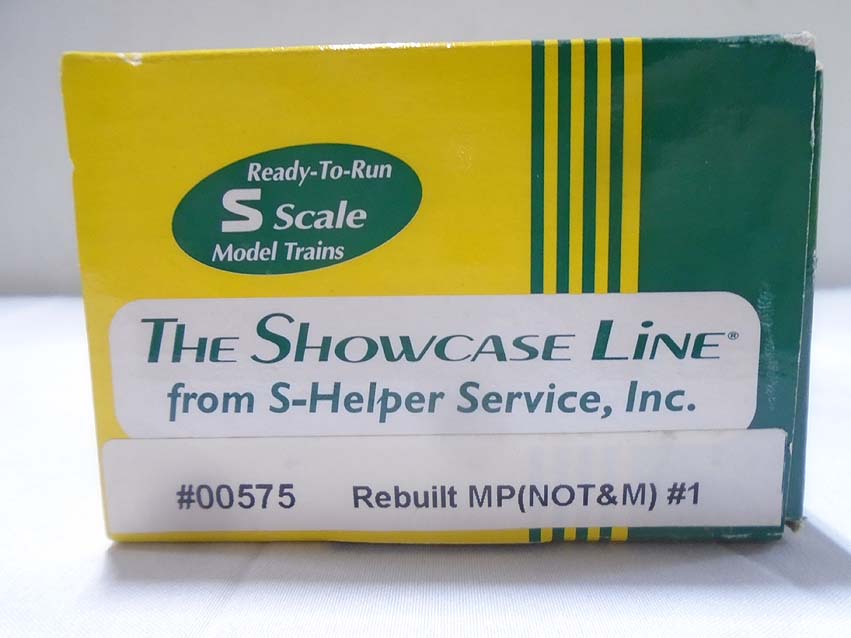 Ready-To-Run
S Scale
Model Trains
THE SHOWCASE LiNE®
from S-Helper Service, Inc.
#00575 Rebuilt MP(NOT&M) #1